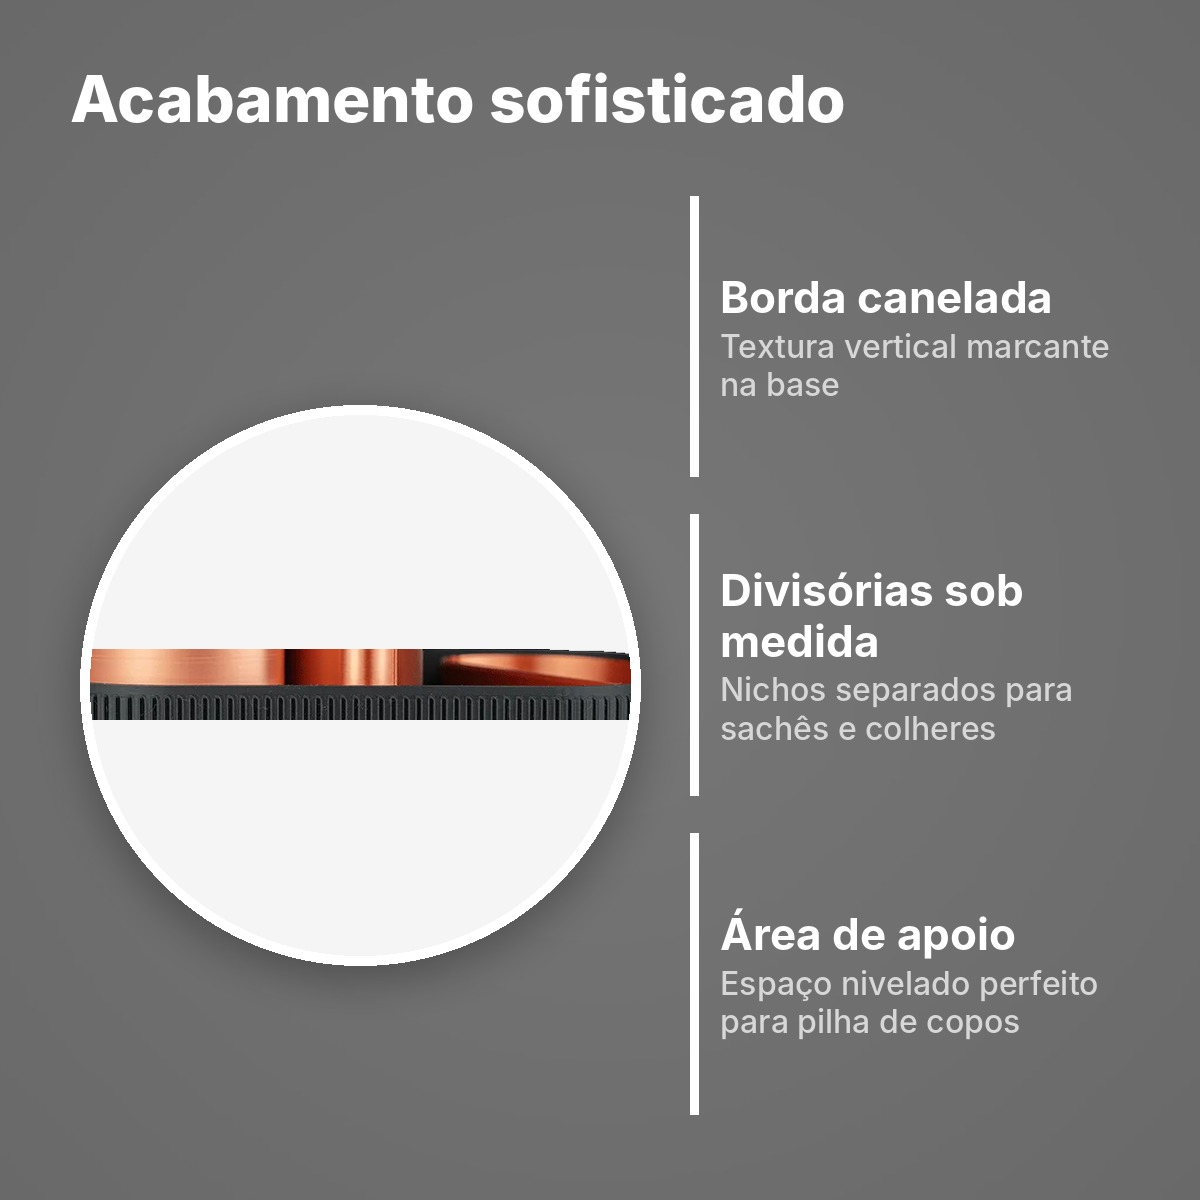 Acabamento sofisticado
Borda canelada
Textura vertical marcante
na base
Divisórias sob
medida
Nichos separados para
sachês e colheres
Área de apoio
Espaço nivelado perfeito
para pilha de copos